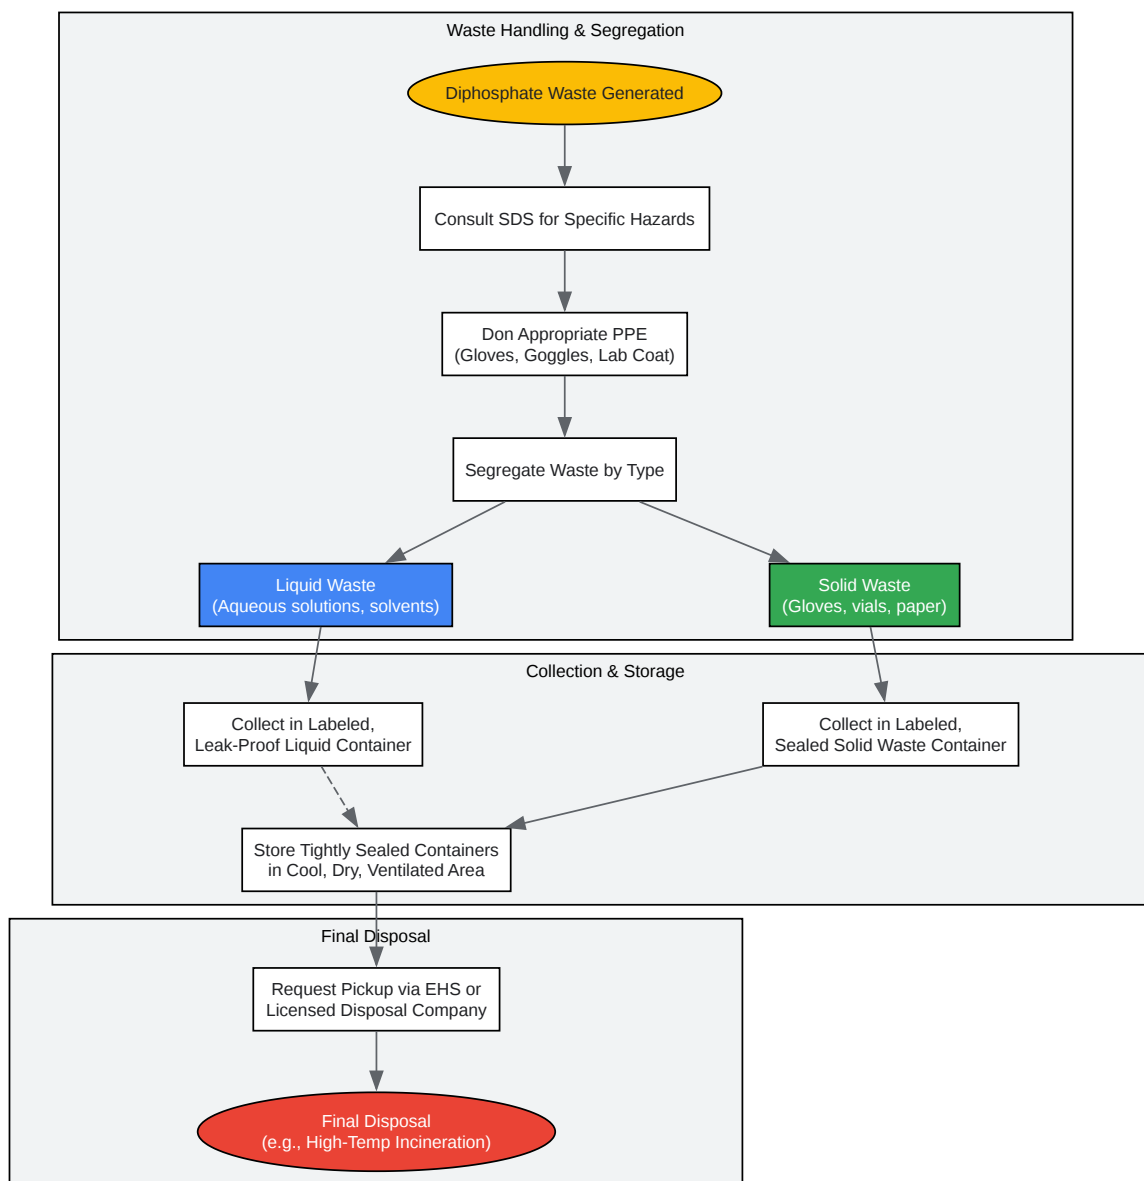 Waste Handling & Segregation
Diphosphate Waste Generated
Consult SDS for Specific Hazards
Don Appropriate PPE
(Gloves, Goggles, Lab Coat)
Segregate Waste by Type
Liquid Waste
(Aqueous solutions, solvents)
Solid Waste
(Gloves, vials, paper)
Collection & Storage
Collect in Labeled,
Leak-Proof Liquid Container
Collect in Labeled,
Sealed Solid Waste Container
Store Tightly Sealed Containers
in Cool, Dry, Ventilated Area
Final Disposal
Request Pickup via EHS or
Licensed Disposal Company
Final Disposal
(e.g., High-Temp Incineration)